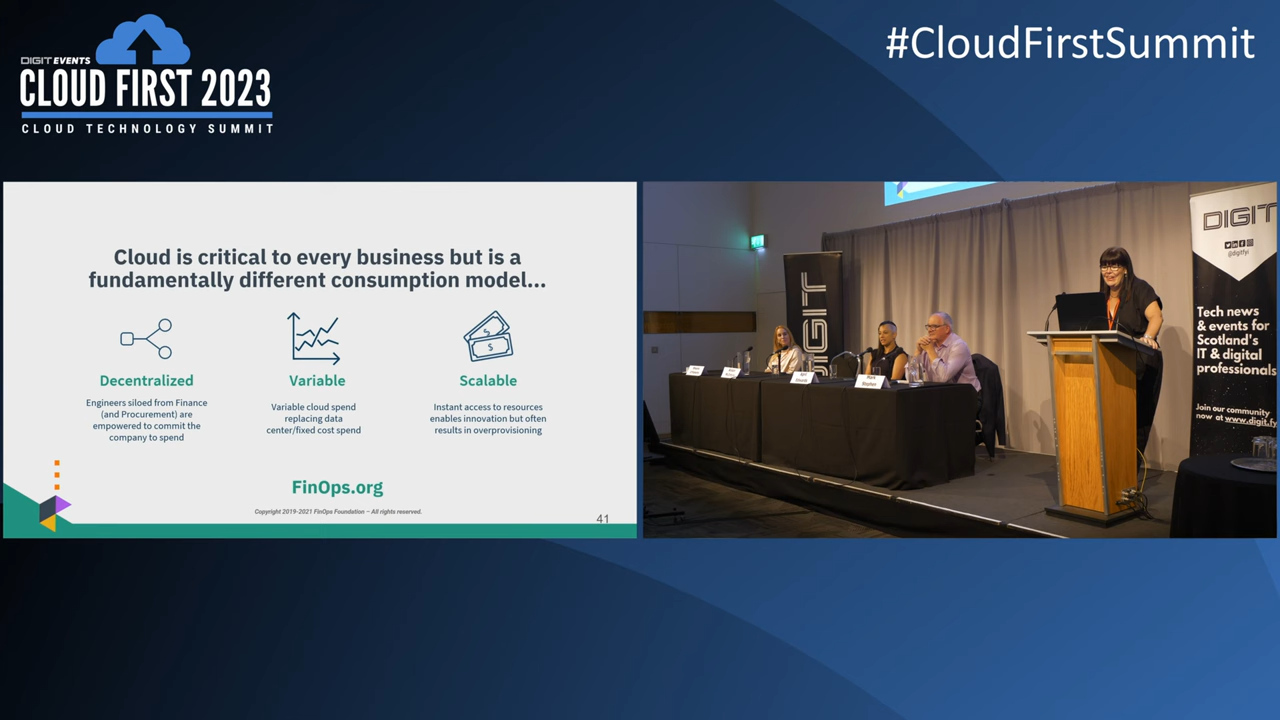 DIGIT EVENTS
CLOUD FIRST 2023
CLOUD TECHNOLOGY SUMMIT
#CloudFirstSummit
Cloud is critical to every business but is a
fundamentally different consumption model...
Decentralized
Engineers siloed from Finance
(and Procurement) are
empowered to commit the
company to spend
Variable
Variable cloud spend
replacing data
center/fixed cost spend
$
$
Scalable
Instant access to resources
enables innovation but often
results in overprovisioning
FinOps.org
Copyright 2019-2021 FinOps Foundation – All rights reserved.
41
DIGIT
Mark
Stephen
DIGIT
@digitfyi
Tech news
& events for
Scotland's
IT & digital
professionals
Join our community
now at www.digit.fy